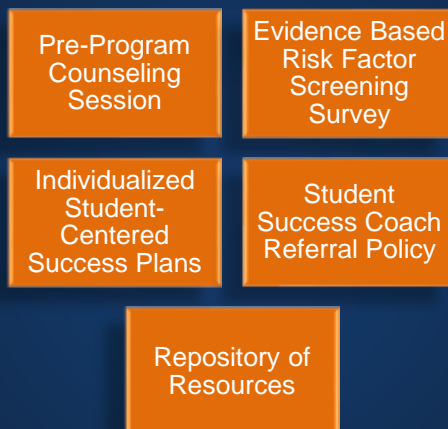 Pre-Program
Counseling
Session
Evidence Based
Risk Factor
Screening
Survey
Individualized
Student-
Centered
Success Plans
Student
Success Coach
Referral Policy
Repository of
Resources